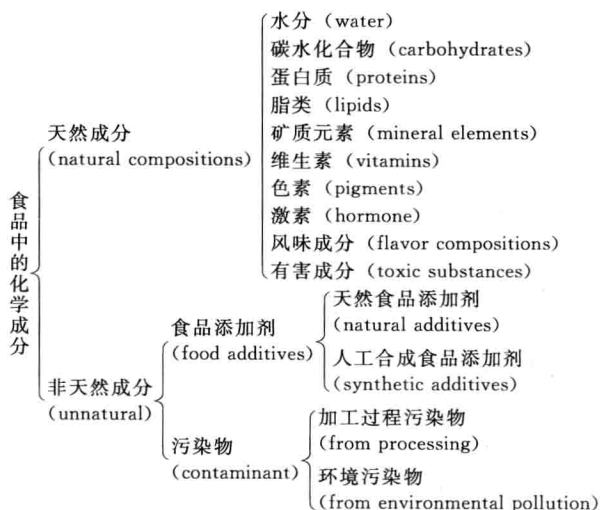 食品中的化学成分
天然成分
(natural compositions)
水分 (water)
碳水化合物 (carbohydrates)
蛋白质 (proteins)
脂类 (lipids)
矿质元素 (mineral elements)
维生素 (vitamins)
色素 (pigments)
激素 (hormone)
风味成分 (flavor compositions)
有害成分 (toxic substances)
非天然成分
(unnatural)
食品添加剂
(food additives)
天然食品添加剂
(natural additives)
人工合成食品添加剂
(synthetic additives)
污染物
(contaminant)
加工过程污染物
(from processing)
环境污染物
(from environmental pollution)